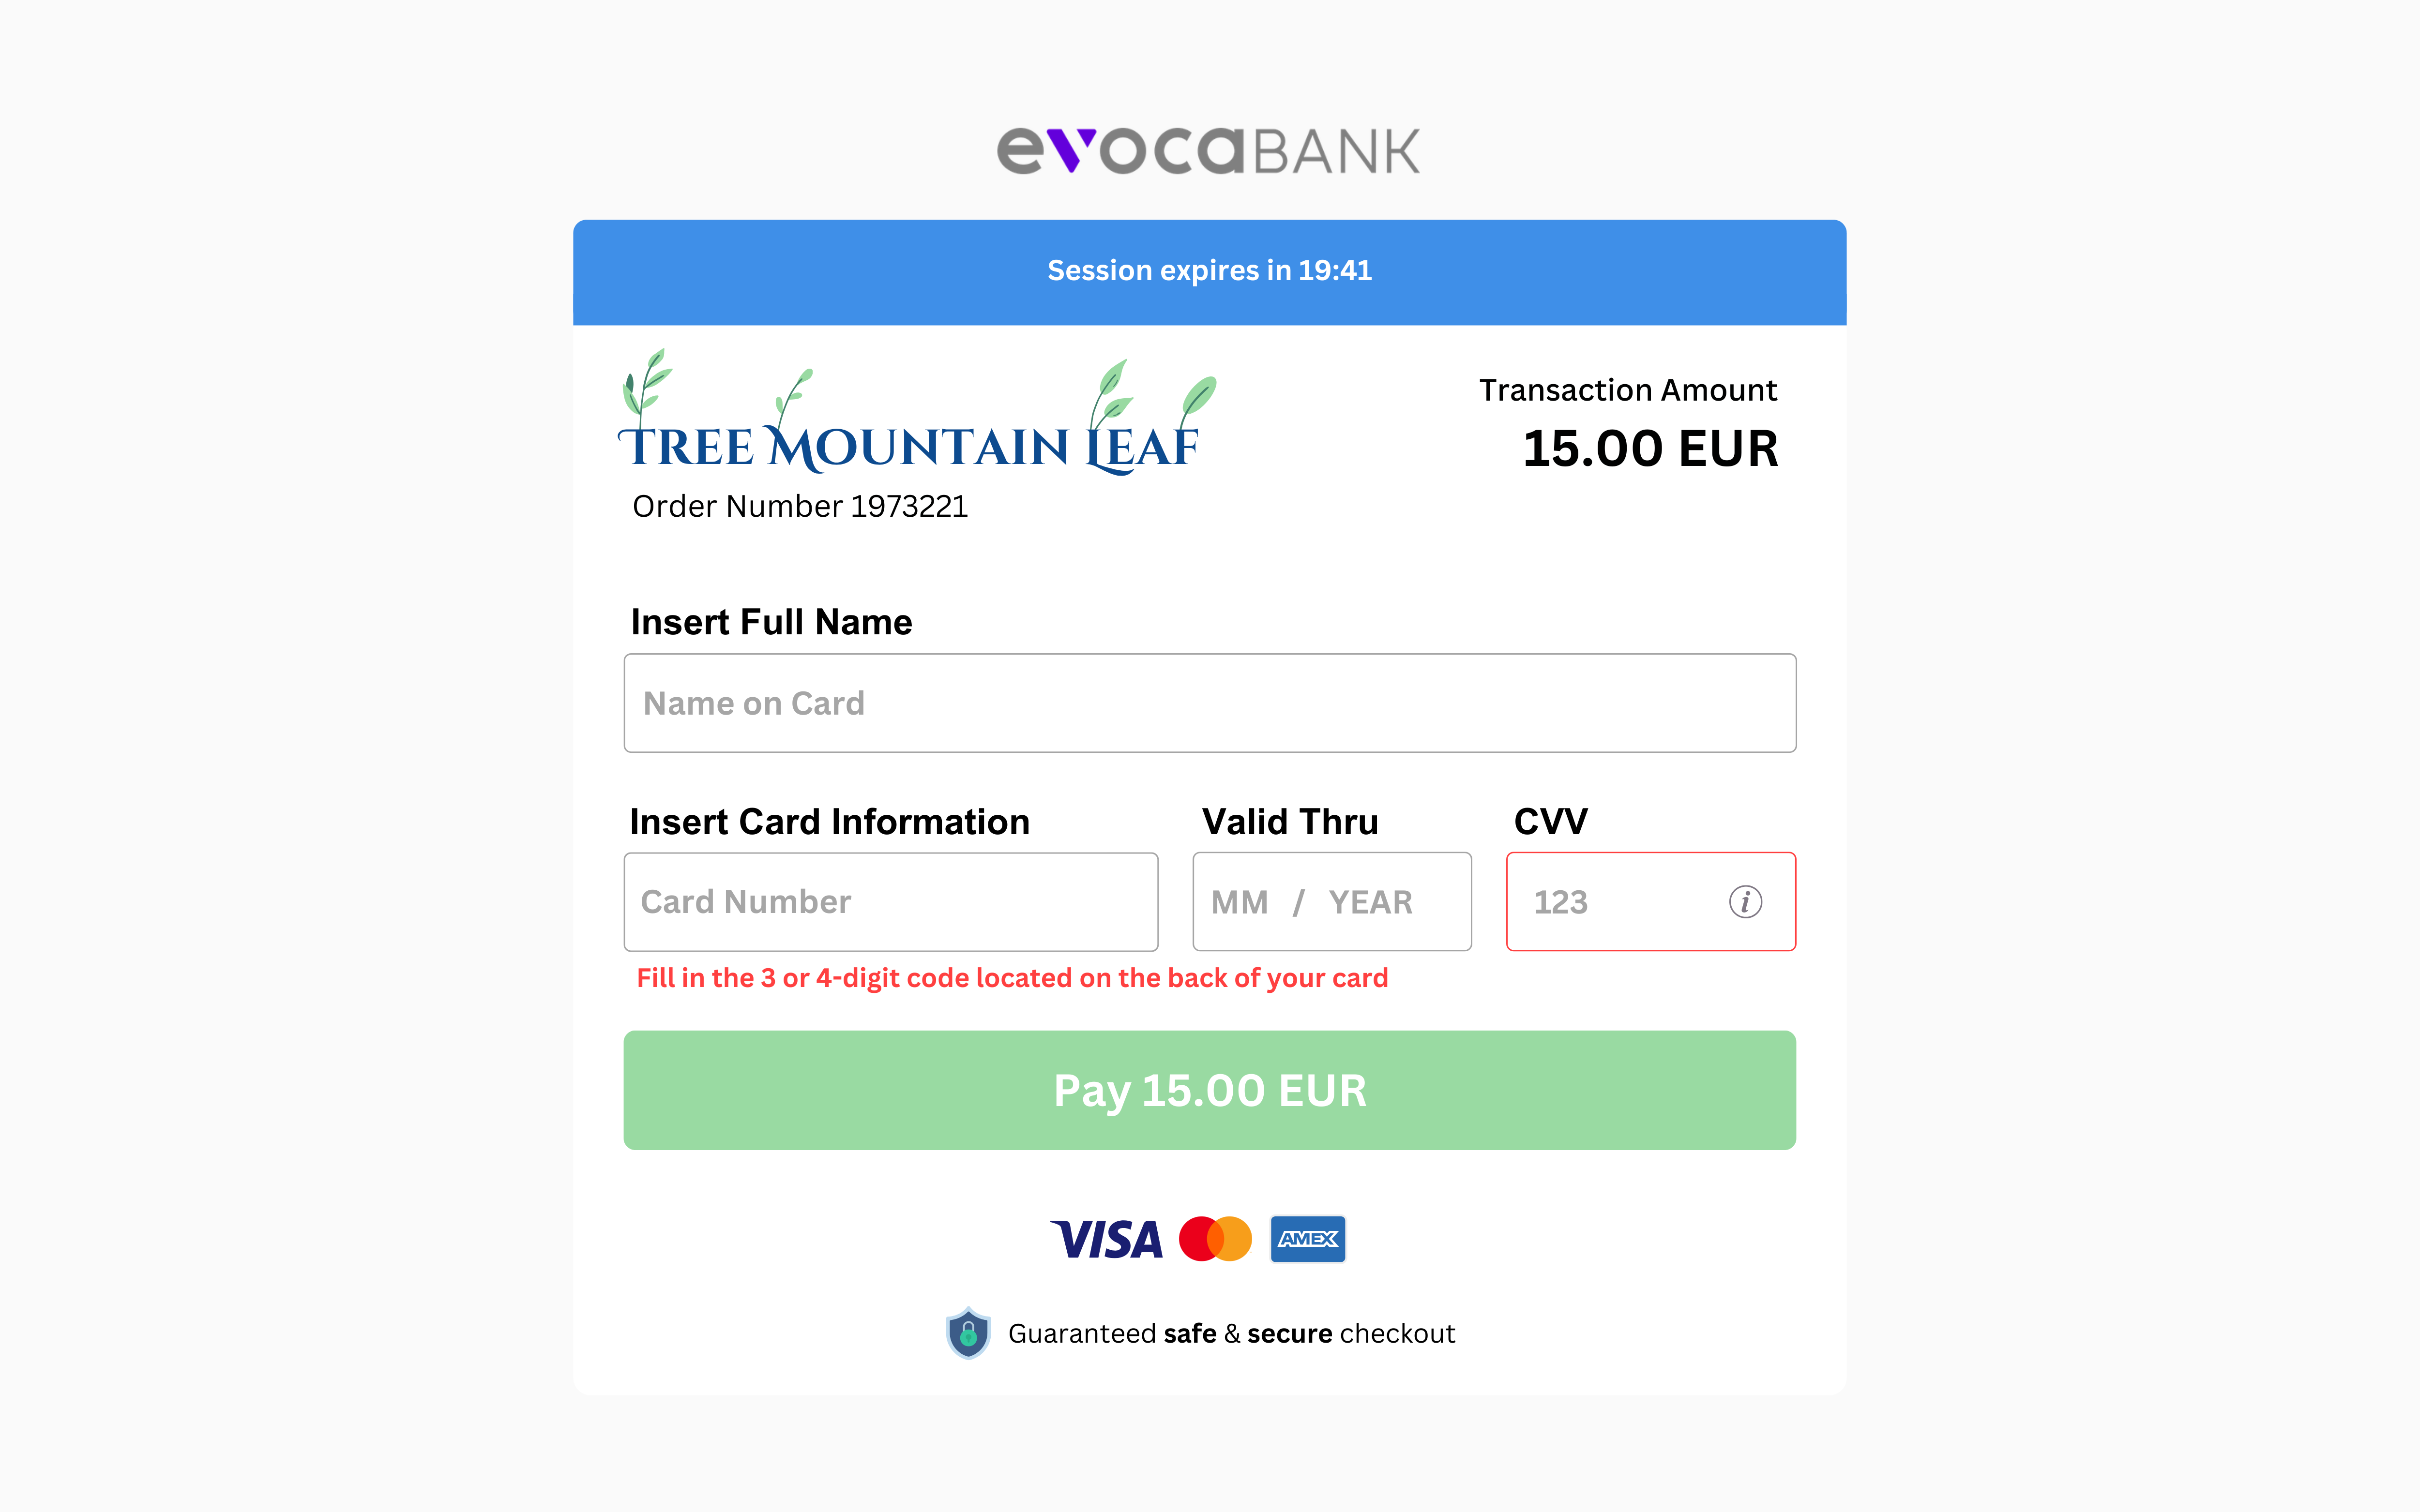 evocaBANK
Session expires in 19:41
TREE MOUNTAIN LEAF
Transaction Amount
15.00 EUR
Order Number 1973221
Insert Full Name
Name on Card
Insert Card Information
Valid Thru
CVV
Card Number
MM / YEAR
123
i
Fill in the 3 or 4-digit code located on the back of your card
Pay 15.00 EUR
VISA
AMEX
Guaranteed safe & secure checkout